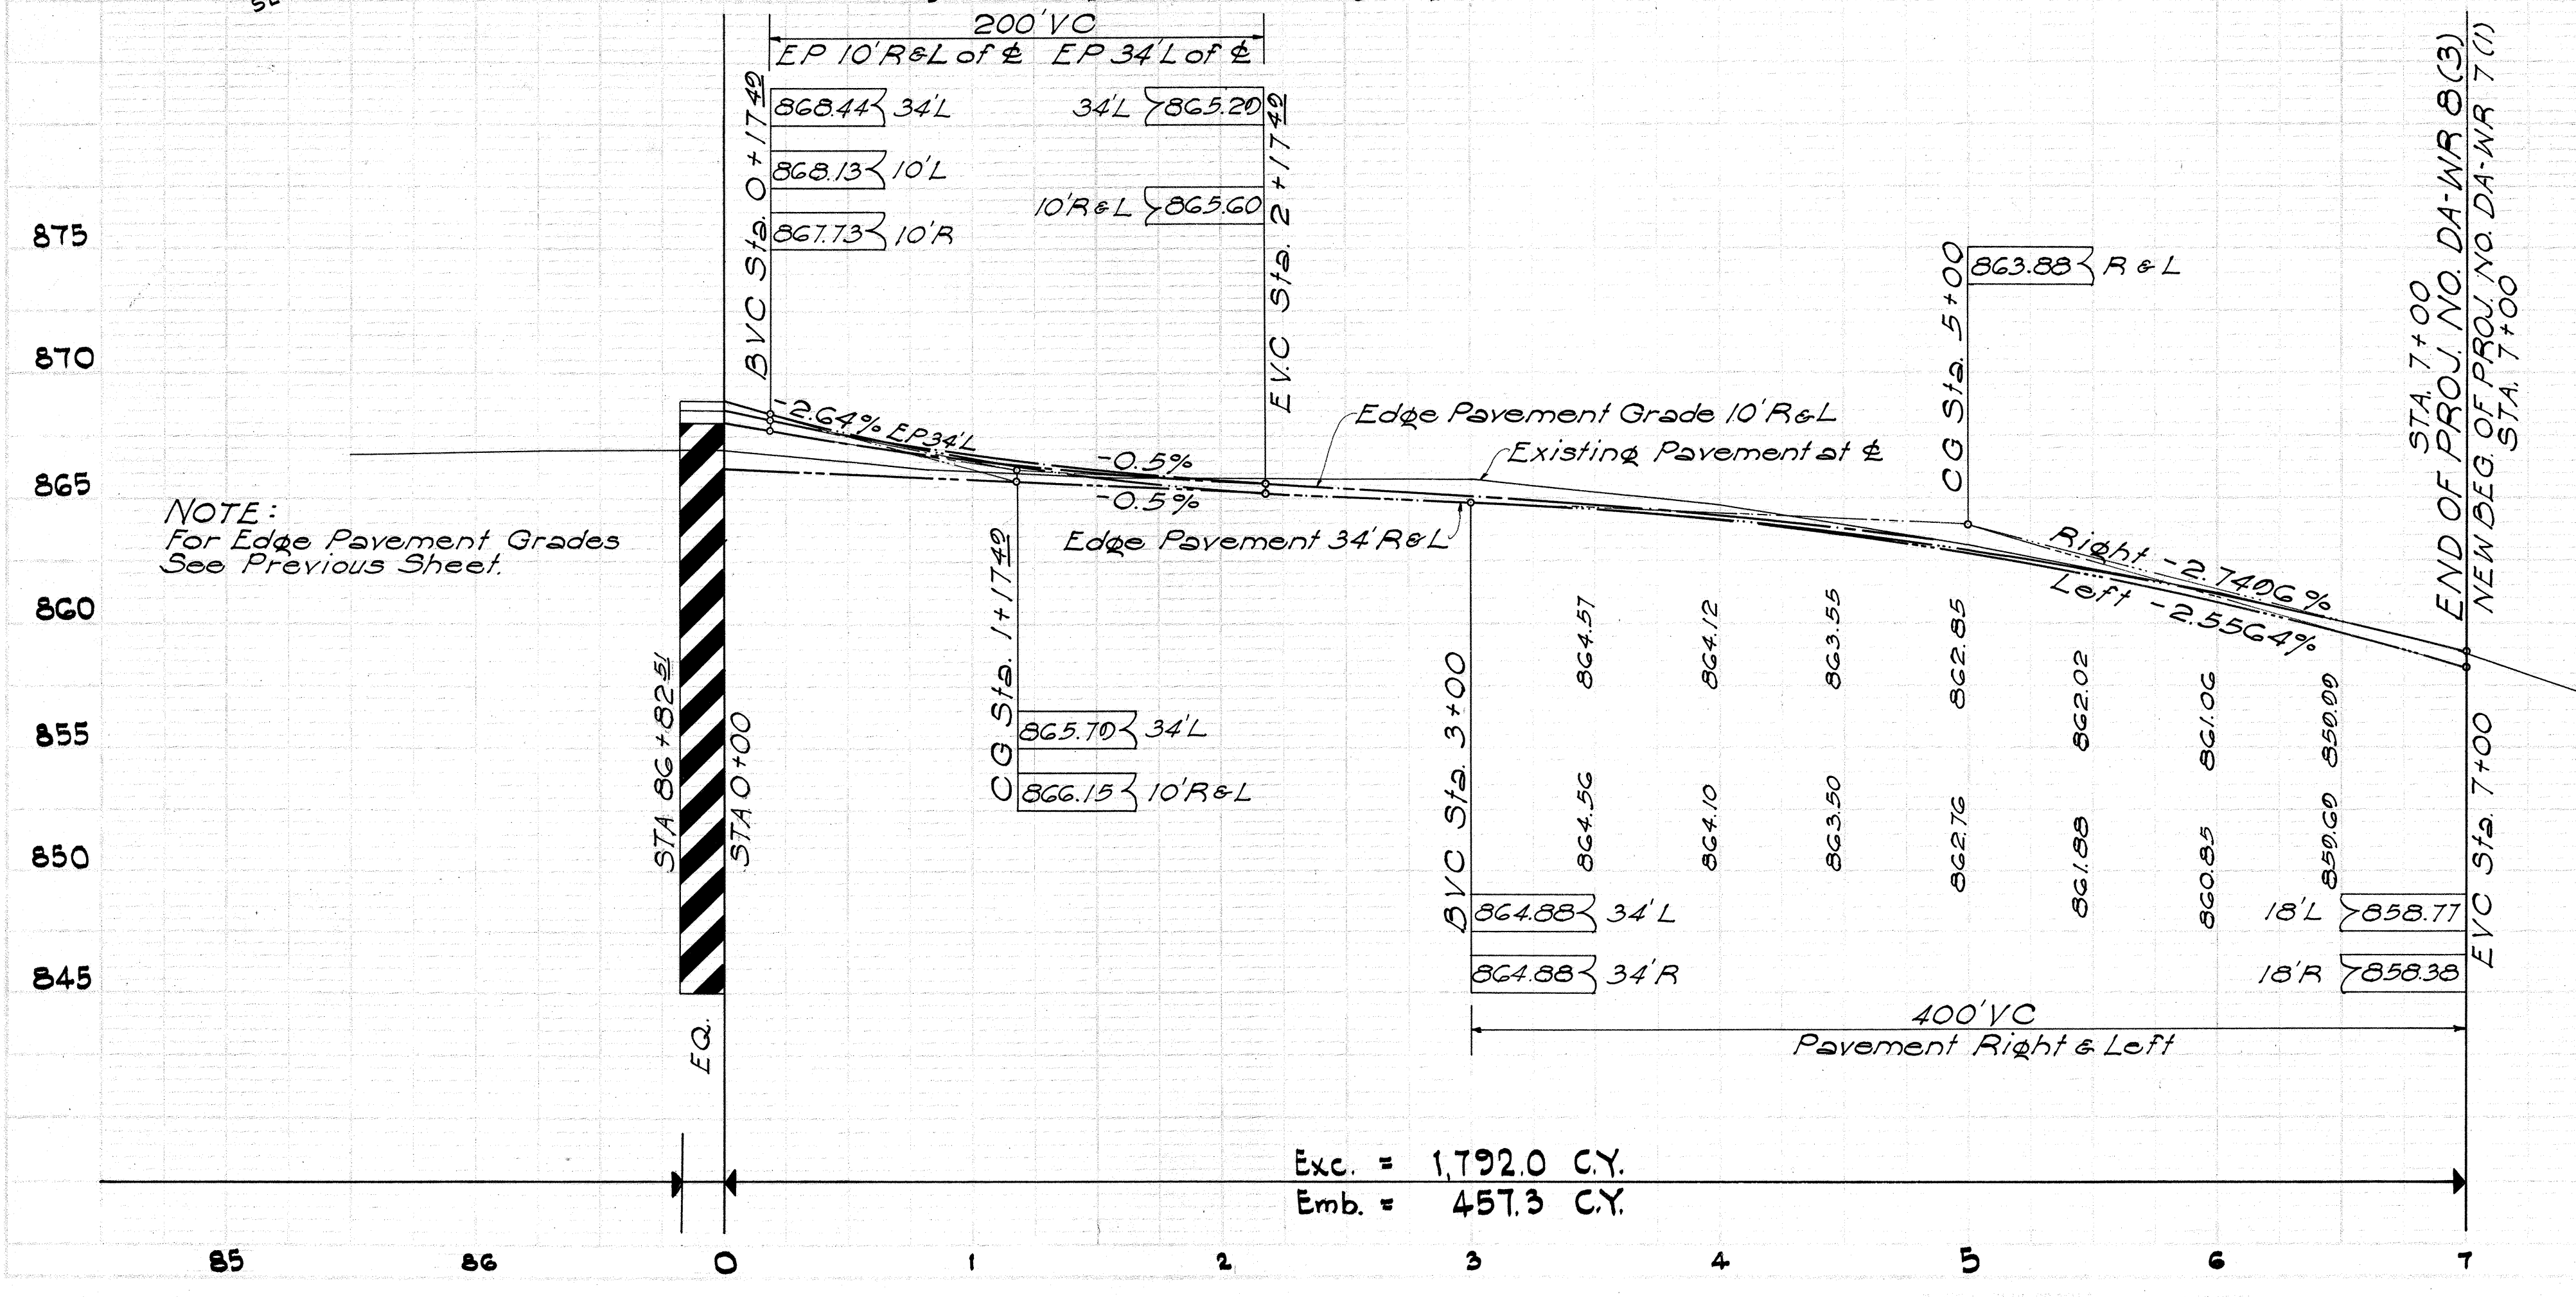 200'VC
EP 10'R&L of ℄ EP 34'L of ℄
BVC Sta. 0+17 49
868.44 34'L
868.13 10'L
867.73 10'R
34'L 865.20
10'R&L 865.60
EVC Sta. 2+17 49
CG Sta. 5+00
863.88 R & L
STA. 7+00
END OF PROJ. NO. DA-WR 8(3)
NEW BEG. OF PROJ. NO. DA-WR 7(1)
STA. 7+00
875
870
865
860
855
850
845
-2.64% EP34'L
-0.5%
-0.5%
Edge Pavement Grade 10'R&L
Existing Pavement at ℄
Edge Pavement 34'R&L
Right -2.7496%
Left -2.5564%
NOTE:
For Edge Pavement Grades
See Previous Sheet.
STA 86+82 51
STA 0+00
EQ.
CG Sta. 1+17 49
865.70 34'L
866.15 10'R&L
BVC Sta. 3+00
864.57
864.12
863.55
862.85
862.02
861.06
859.99
864.56
864.10
863.50
862.76
861.88
860.85
859.69
864.88 34'L
864.88 34'R
18'L 858.77
18'R 858.38
EVC Sta. 7+00
400'VC
Pavement Right & Left
Exc. = 1,792.0 C.Y.
Emb. = 457.3 C.Y.
85 86 0 1 2 3 4 5 6 7